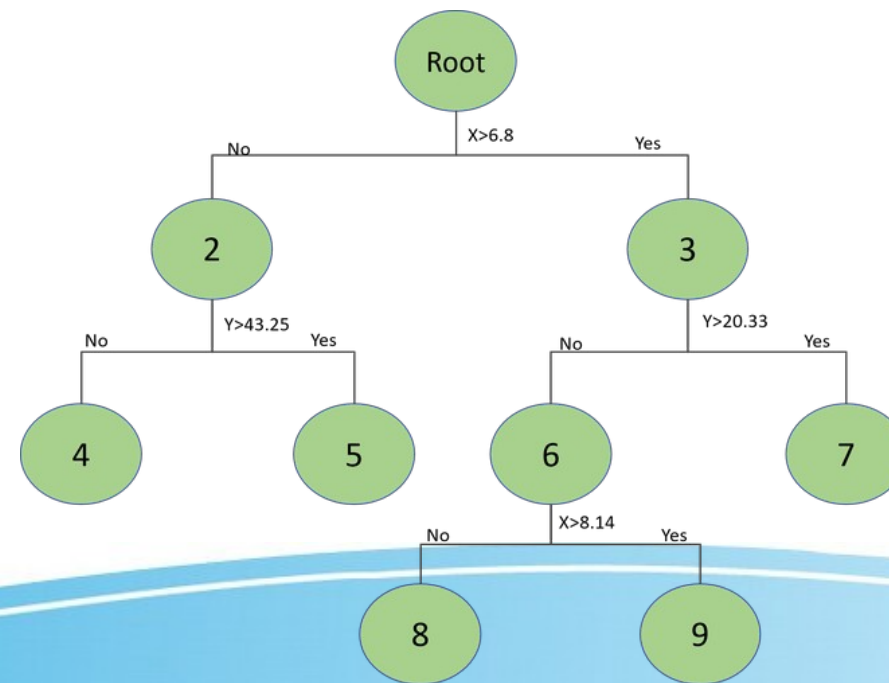 Root
X>6.8
No
Yes
2
3
Y>43.25
Y>20.33
No
Yes
No
Yes
4
5
6
7
X>8.14
No
Yes
8
9